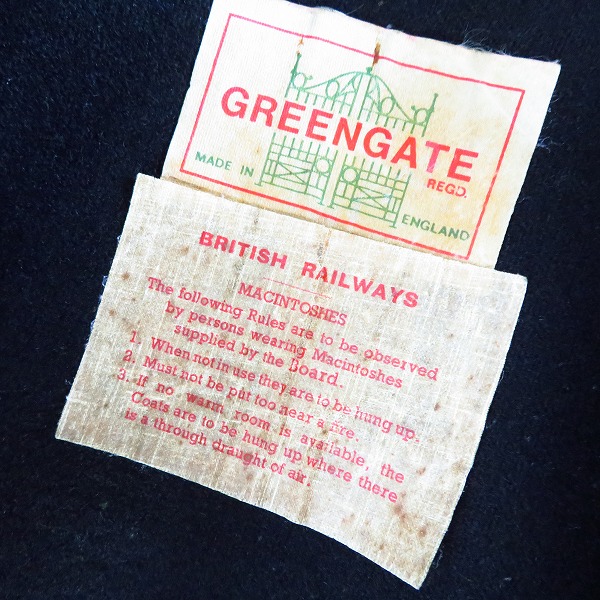 GREENGATE
REGD.
MADE IN ENGLAND
BRITISH RAILWAYS
MACINTOSHES
The following Rules are to be observed
by persons wearing Macintoshes
supplied by the Board.
1. When not in use they are to be hung up.
2. Must not be put too near a fire.
3. If no warm room is available, the
Coats are to be hung up where there
is a through draught of air.